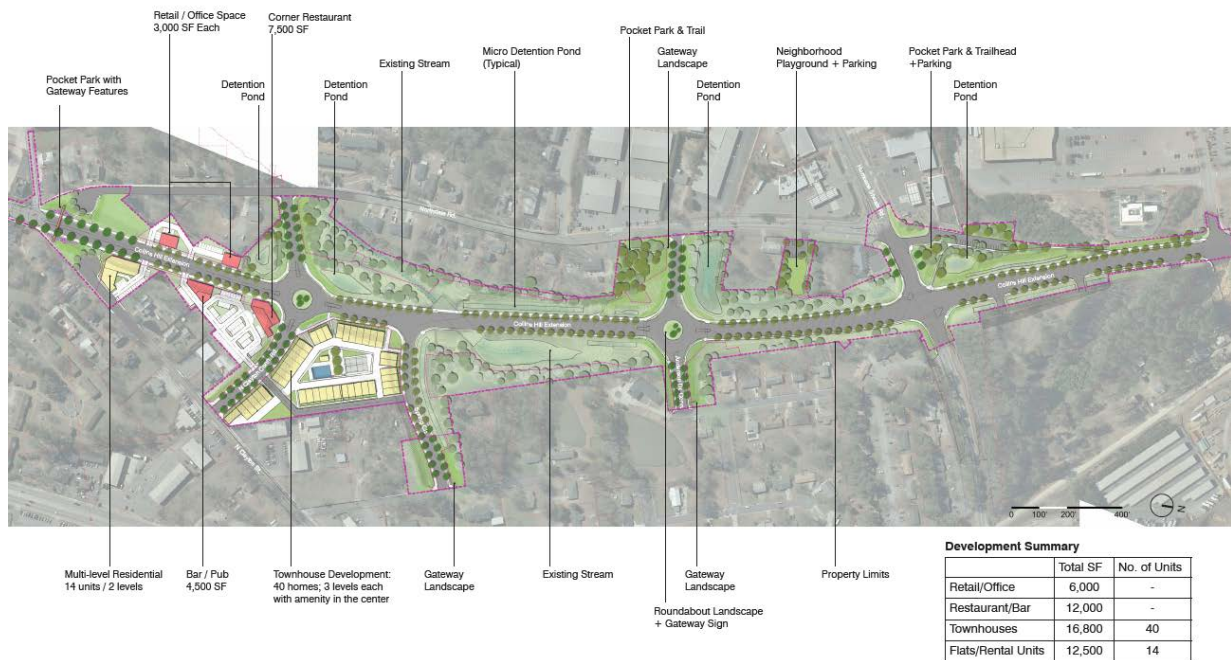 Retail / Office Space
3,000 SF Each
Corner Restaurant
7,500 SF
Pocket Park with
Gateway Features
Detention
Pond
Detention
Pond
Existing Stream
Micro Detention Pond
(Typical)
Pocket Park & Trail
Gateway
Landscape
Detention
Pond
Neighborhood
Playground + Parking
Pocket Park & Trailhead
+Parking
Detention
Pond
Collins Hill Extension
Collins Hill Extension
Collins Hill Extension
0
100'
200'
400'
N
Multi-level Residential
14 units / 2 levels
Bar / Pub
4,500 SF
Townhouse Development:
40 homes; 3 levels each
with amenity in the center
Gateway
Landscape
Existing Stream
Gateway
Landscape
Roundabout Landscape
+ Gateway Sign
Property Limits
Development Summary
Total SF No. of Units
Retail/Office 6,000 -
Restaurant/Bar 12,000 -
Townhouses 16,800 40
Flats/Rental Units 12,500 14